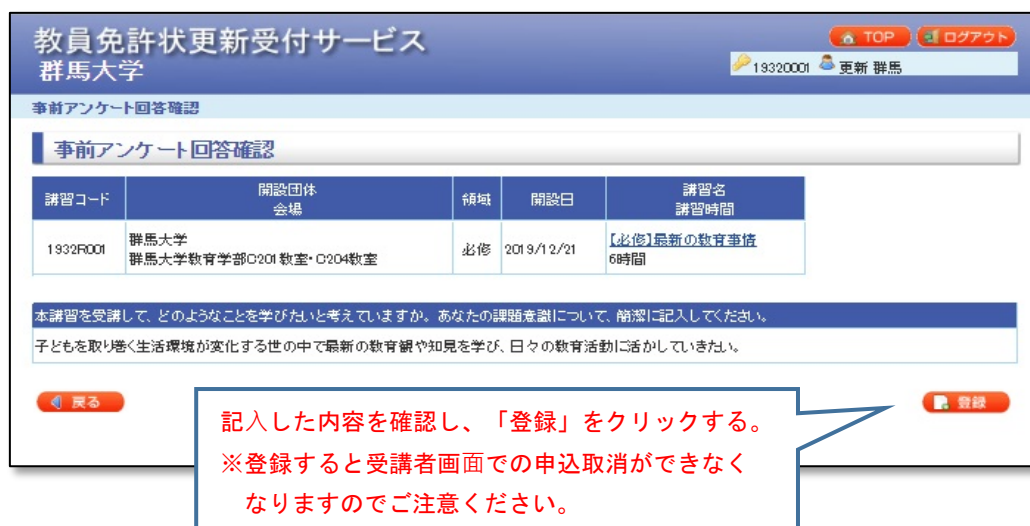 教員免許状更新受付サービス
群馬大学
TOP
ログアウト
19320001 更新 群馬
事前アンケート回答確認
事前アンケート回答確認
講習コード 開設団体 領域 開設日 講習名
会場 講習時間
1932R001 群馬大学 必修 2019/12/21 【必修】最新の教育事情
群馬大学教育学部C201教室・C204教室 6時間
本講習を受講して、どのようなことを学びたいと考えていますか。あなたの課題意識について、簡潔に記入してください。
子どもを取り巻く生活環境が変化する世の中で最新の教育観や知見を学び、日々の教育活動に活かしていきたい。
戻る
登録
記入した内容を確認し、「登録」をクリックする。
※登録すると受講者画面での申込取消ができなく
なりますのでご注意ください。